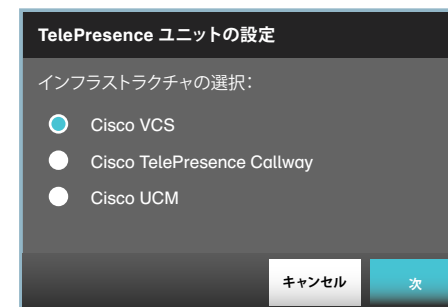 TelePresence ユニットの設定
インフラストラクチャの選択：
Cisco VCS
Cisco TelePresence Callway
Cisco UCM
キャンセル
次